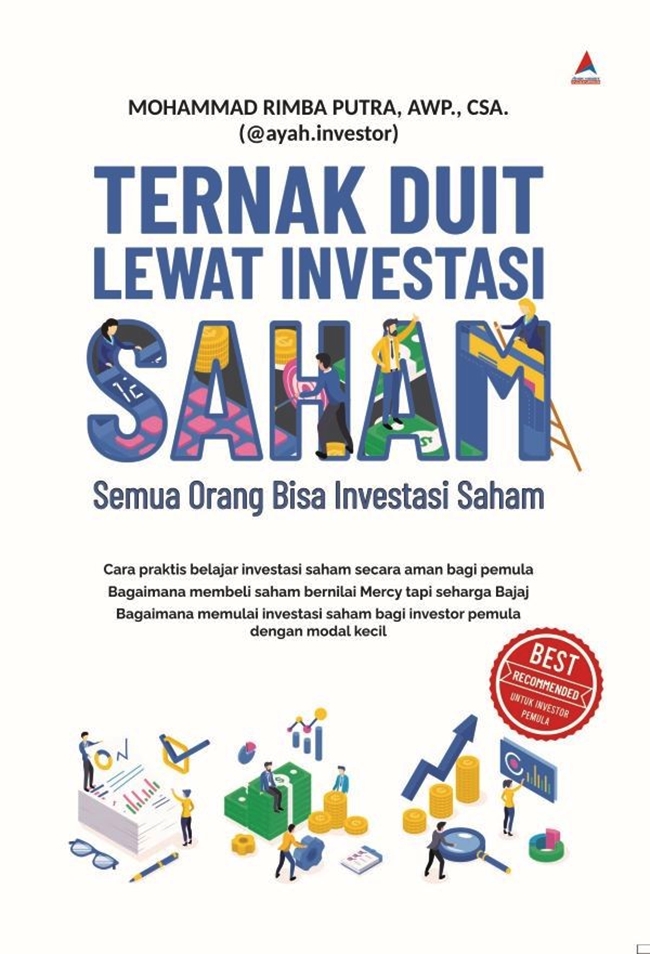 MOHAMMAD RIMBA PUTRA, AWP., CSA.
(@ayah.investor)
TERNAK DUIT
LEWAT INVESTASI
SAHAM
Semua Orang Bisa Investasi Saham
Cara praktis belajar investasi saham secara aman bagi pemula
Bagaimana membeli saham bernilai Mercy tapi seharga Bajaj
Bagaimana memulai investasi saham bagi investor pemula
dengan modal kecil
BEST
RECOMMENDED
UNTUK INVESTOR
PEMULA